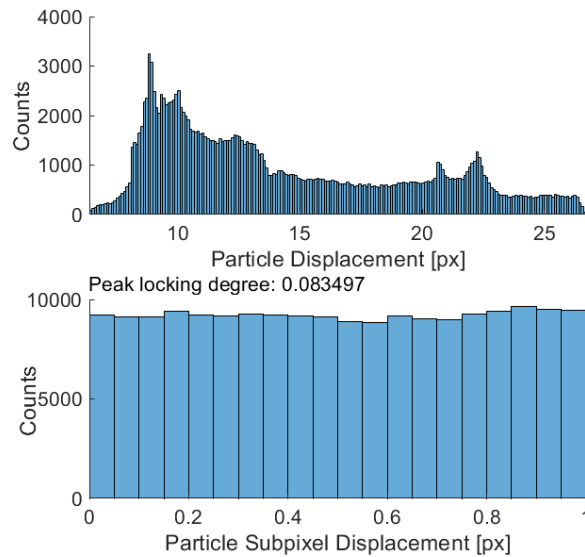 4000
3000
2000
1000
0
Counts
10 15 20 25
Particle Displacement [px]
Peak locking degree: 0.083497
10000
5000
0
Counts
0 0.2 0.4 0.6 0.8 1
Particle Subpixel Displacement [px]